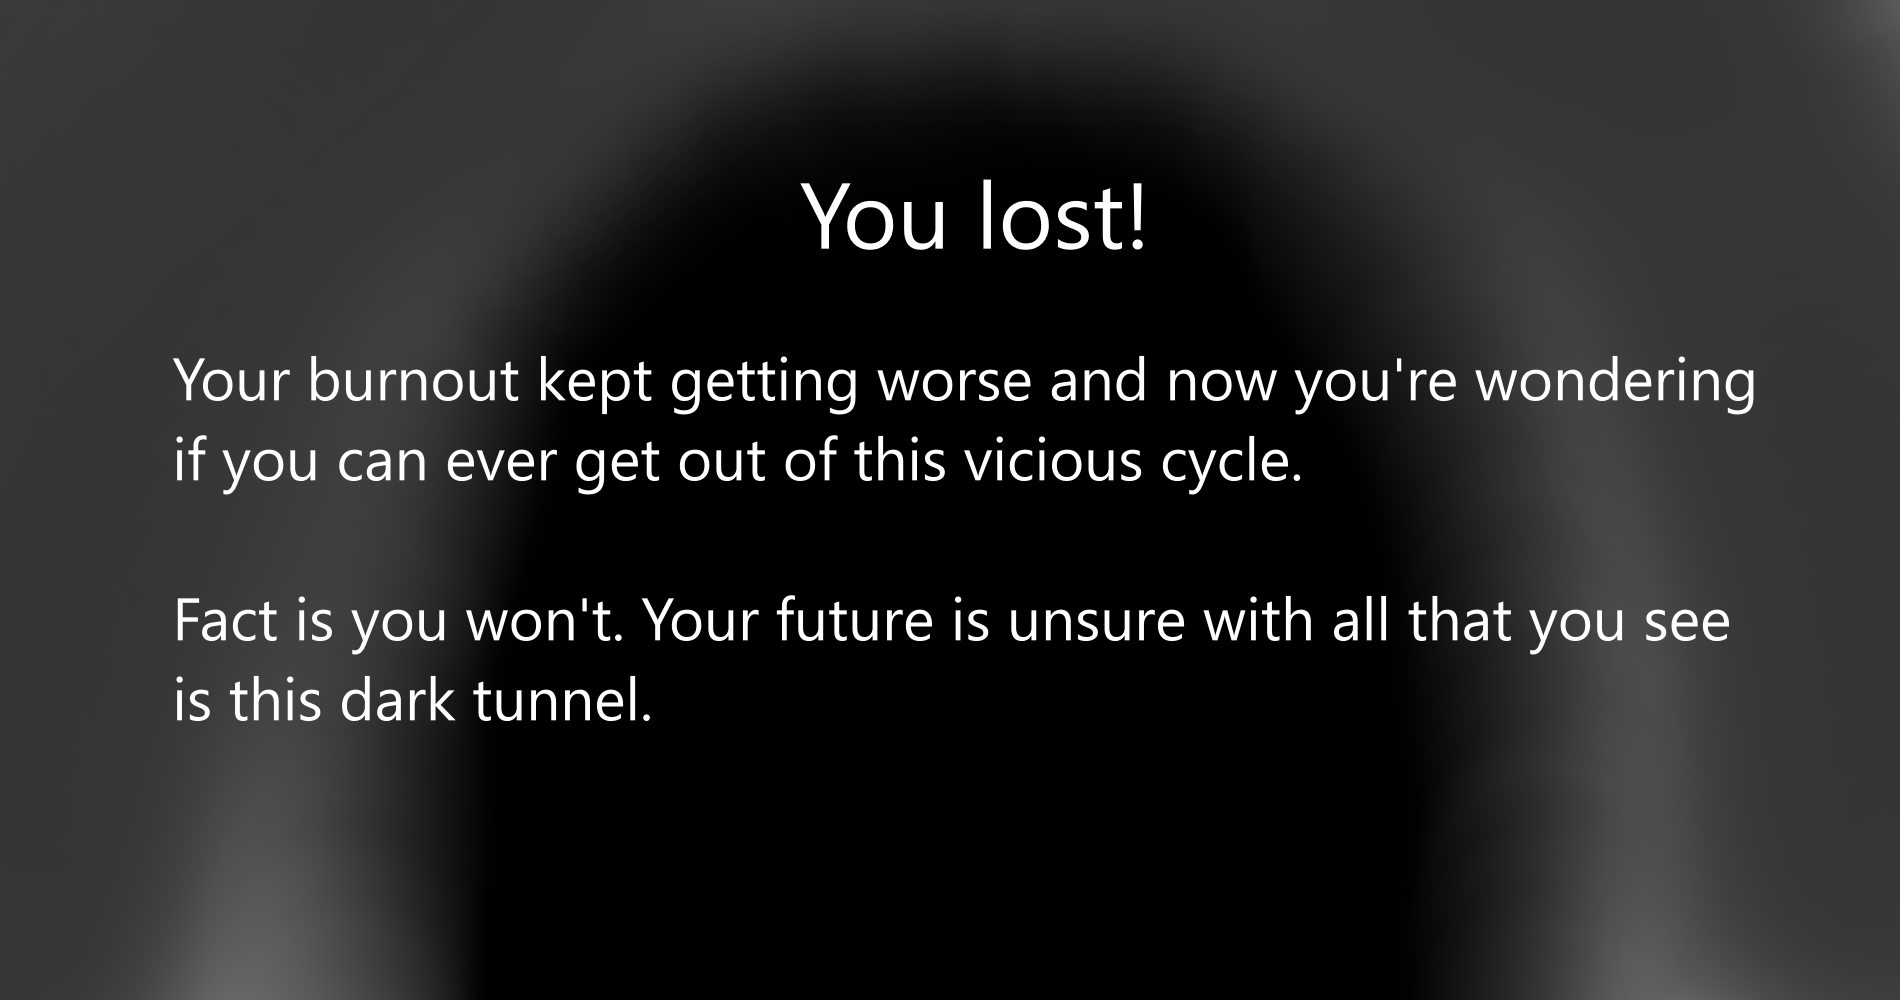 You lost!
Your burnout kept getting worse and now you're wondering
if you can ever get out of this vicious cycle.
Fact is you won't. Your future is unsure with all that you see
is this dark tunnel.